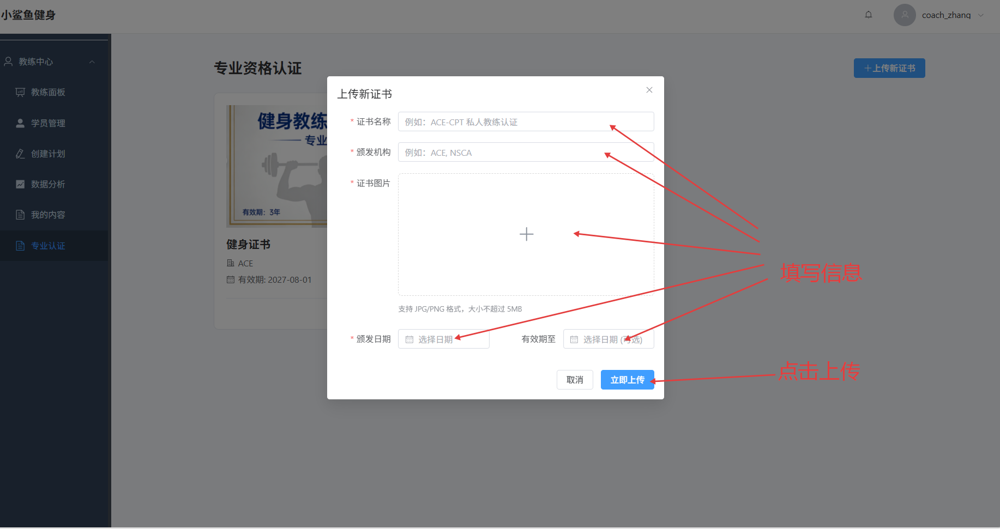 小鲨鱼健身
coach_zhang
教练中心
教练面板
学员管理
创建计划
数据分析
我的内容
专业认证
专业资格认证
上传新证书
健身教练
专业
有效期：3年
健身证书
ACE
有效期: 2027-08-01
上传新证书
* 证书名称
例如：ACE-CPT 私人教练认证
* 颁发机构
例如：ACE, NSCA
* 证书图片
支持 JPG/PNG 格式，大小不超过 5MB
* 颁发日期 选择日期 有效期至 选择日期 (可选)
取消 立即上传
填写信息
点击上传